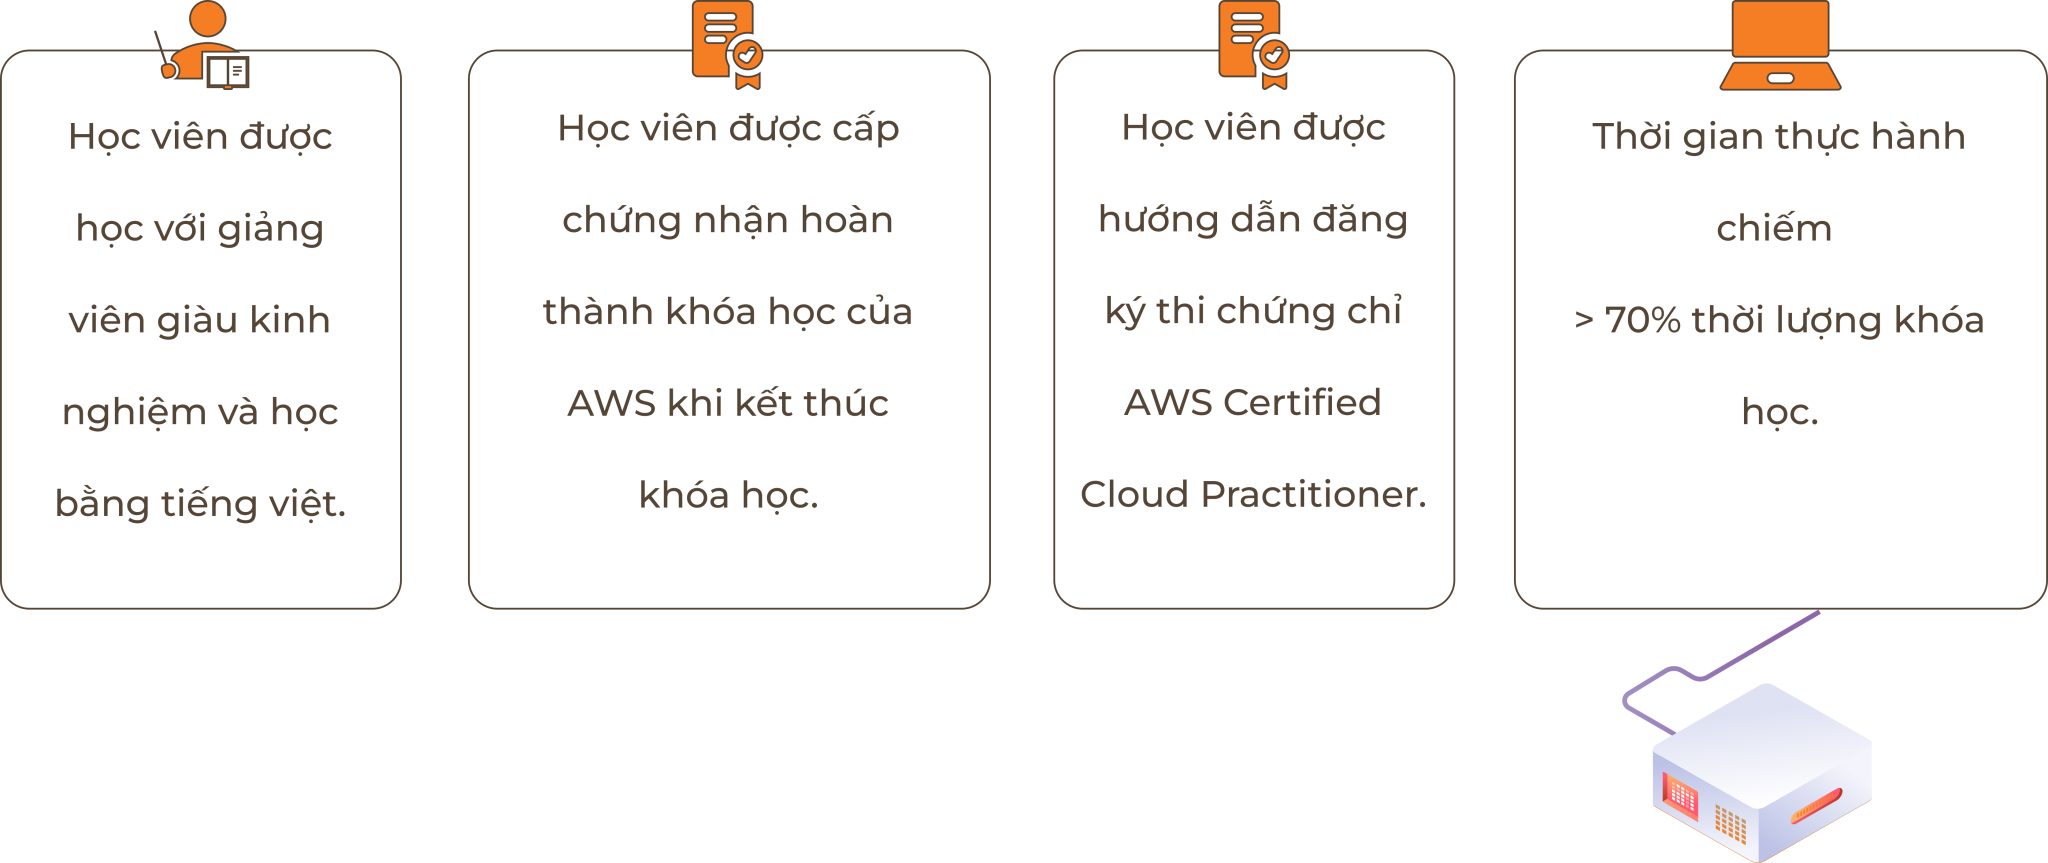 Học viên được
học với giảng
viên giàu kinh
nghiệm và học
bằng tiếng việt.
Học viên được cấp
chứng nhận hoàn
thành khóa học của
AWS khi kết thúc
khóa học.
Học viên được
hướng dẫn đăng
ký thi chứng chỉ
AWS Certified
Cloud Practitioner.
Thời gian thực hành
chiếm
> 70% thời lượng khóa
học.